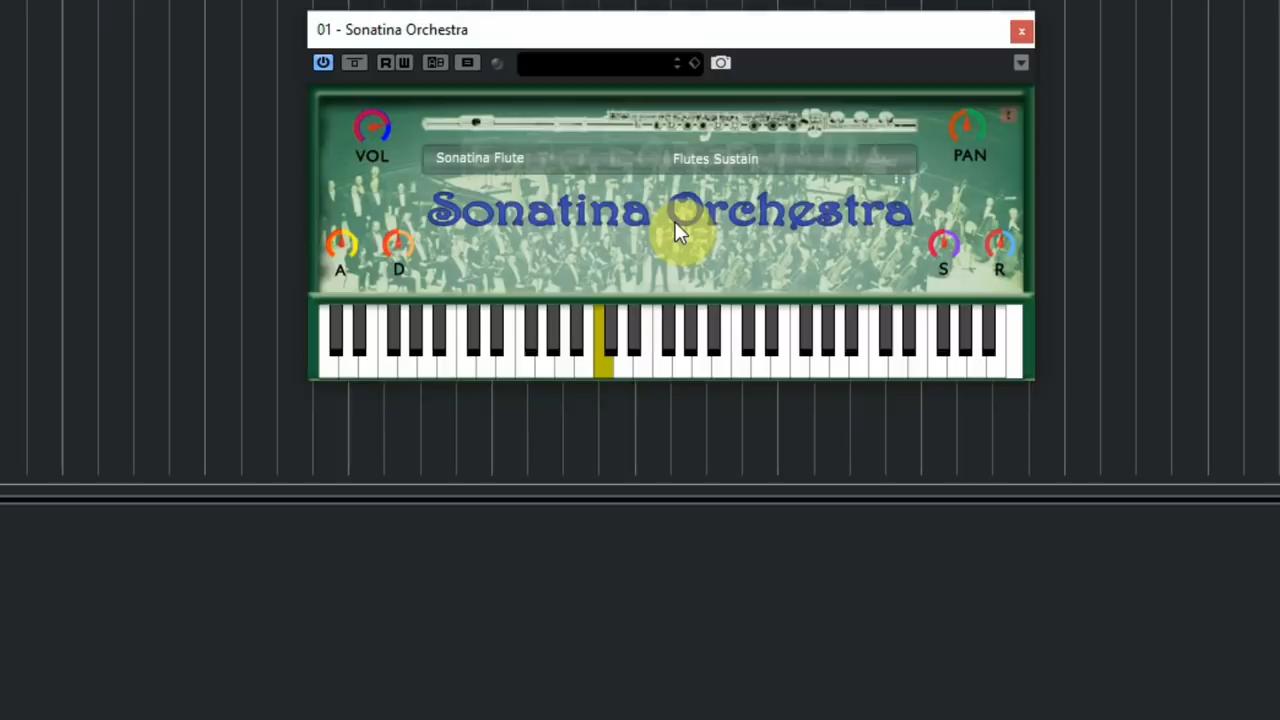 01 - Sonatina Orchestra
R W
VOL
PAN
t
Sonatina Flute
Flutes Sustain
Sonatina Orchestra
A
D
S
R